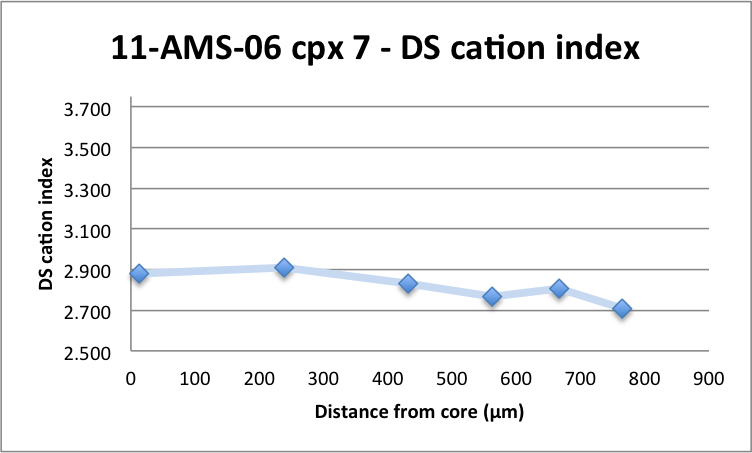 11-AMS-06 cpx 7 - DS cation index
3.700
3.500
3.300
3.100
2.900
2.700
2.500
DS cation index
0 100 200 300 400 500 600 700 800 900
Distance from core (μm)